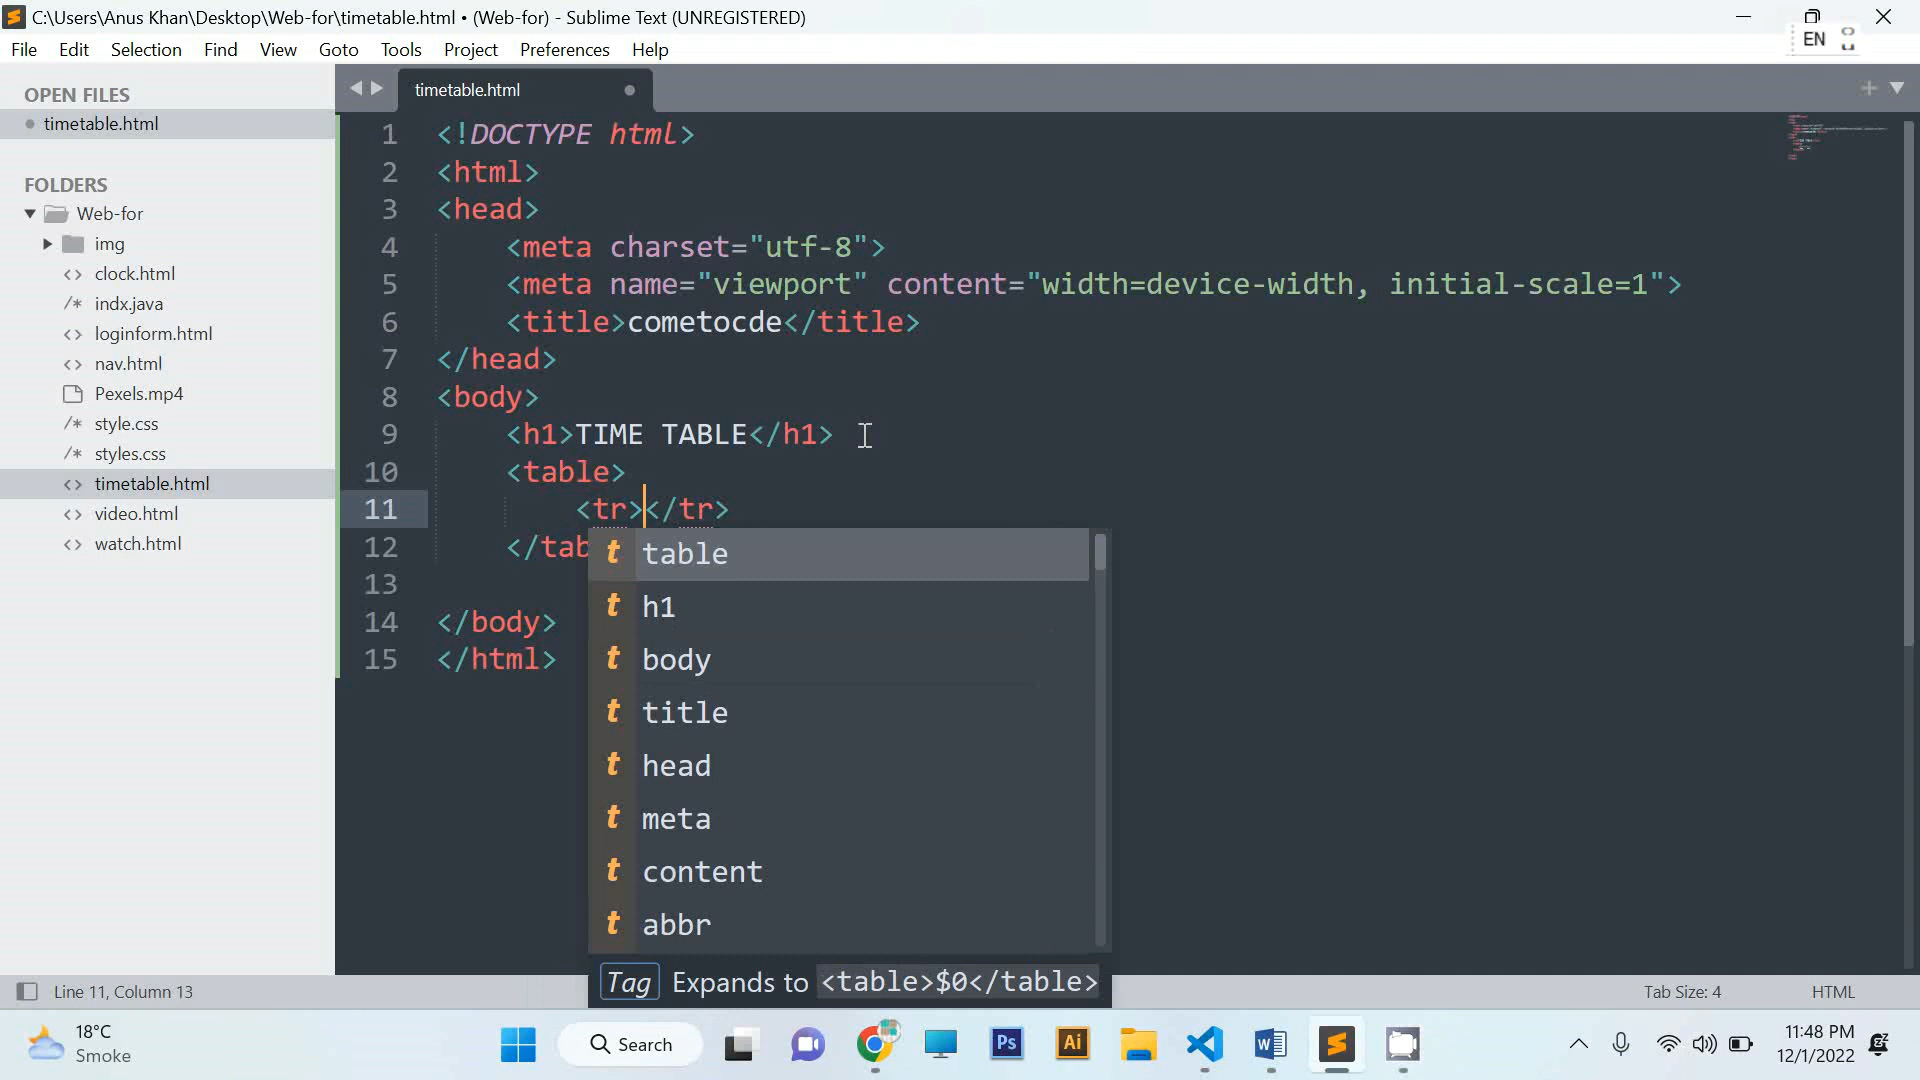 C:\Users\Anus Khan\Desktop\Web-for\timetable.html • (Web-for) - Sublime Text (UNREGISTERED)
EN
File Edit Selection Find View Goto Tools Project Preferences Help
OPEN FILES
timetable.html
FOLDERS
Web-for
img
clock.html
indx.java
loginform.html
nav.html
Pexels.mp4
style.css
styles.css
timetable.html
video.html
watch.html
timetable.html
1 <!DOCTYPE html>
2 <html>
3 <head>
4 <meta charset="utf-8">
5 <meta name="viewport" content="width=device-width, initial-scale=1">
6 <title>cometocde</title>
7 </head>
8 <body>
9 <h1>TIME TABLE</h1>
10 <table>
11 <tr></tr>
12 </tab
13
14 </body>
15 </html>
t table
t h1
t body
t title
t head
t meta
t content
t abbr
Tag Expands to <table>$0</table>
Line 11, Column 13
Tab Size: 4
HTML
18°C
Smoke
Search
Ps
Ai
11:48 PM
12/1/2022